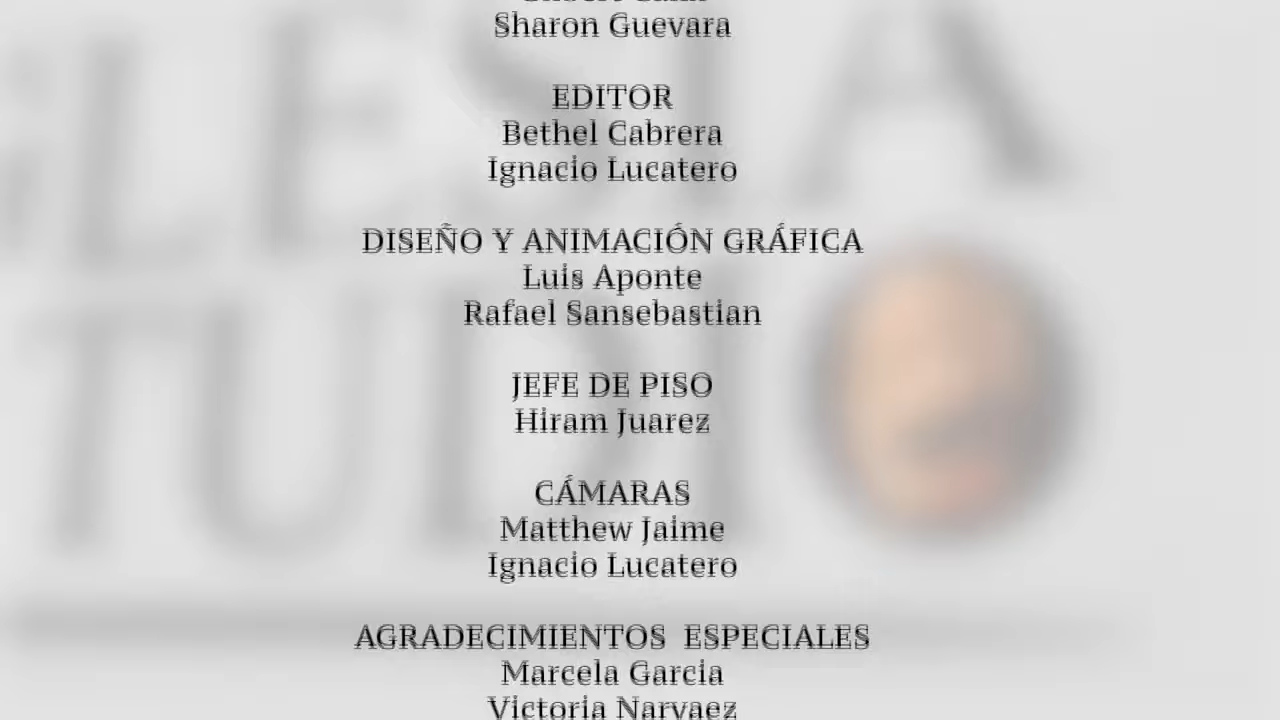 Sharon Guevara
EDITOR
Bethel Cabrera
Ignacio Lucatero
DISEÑO Y ANIMACIÓN GRÁFICA
Luis Aponte
Rafael Sansebastian
JEFE DE PISO
Hiram Juarez
CÁMARAS
Matthew Jaime
Ignacio Lucatero
AGRADECIMIENTOS ESPECIALES
Marcela Garcia
Victoria Narvaez